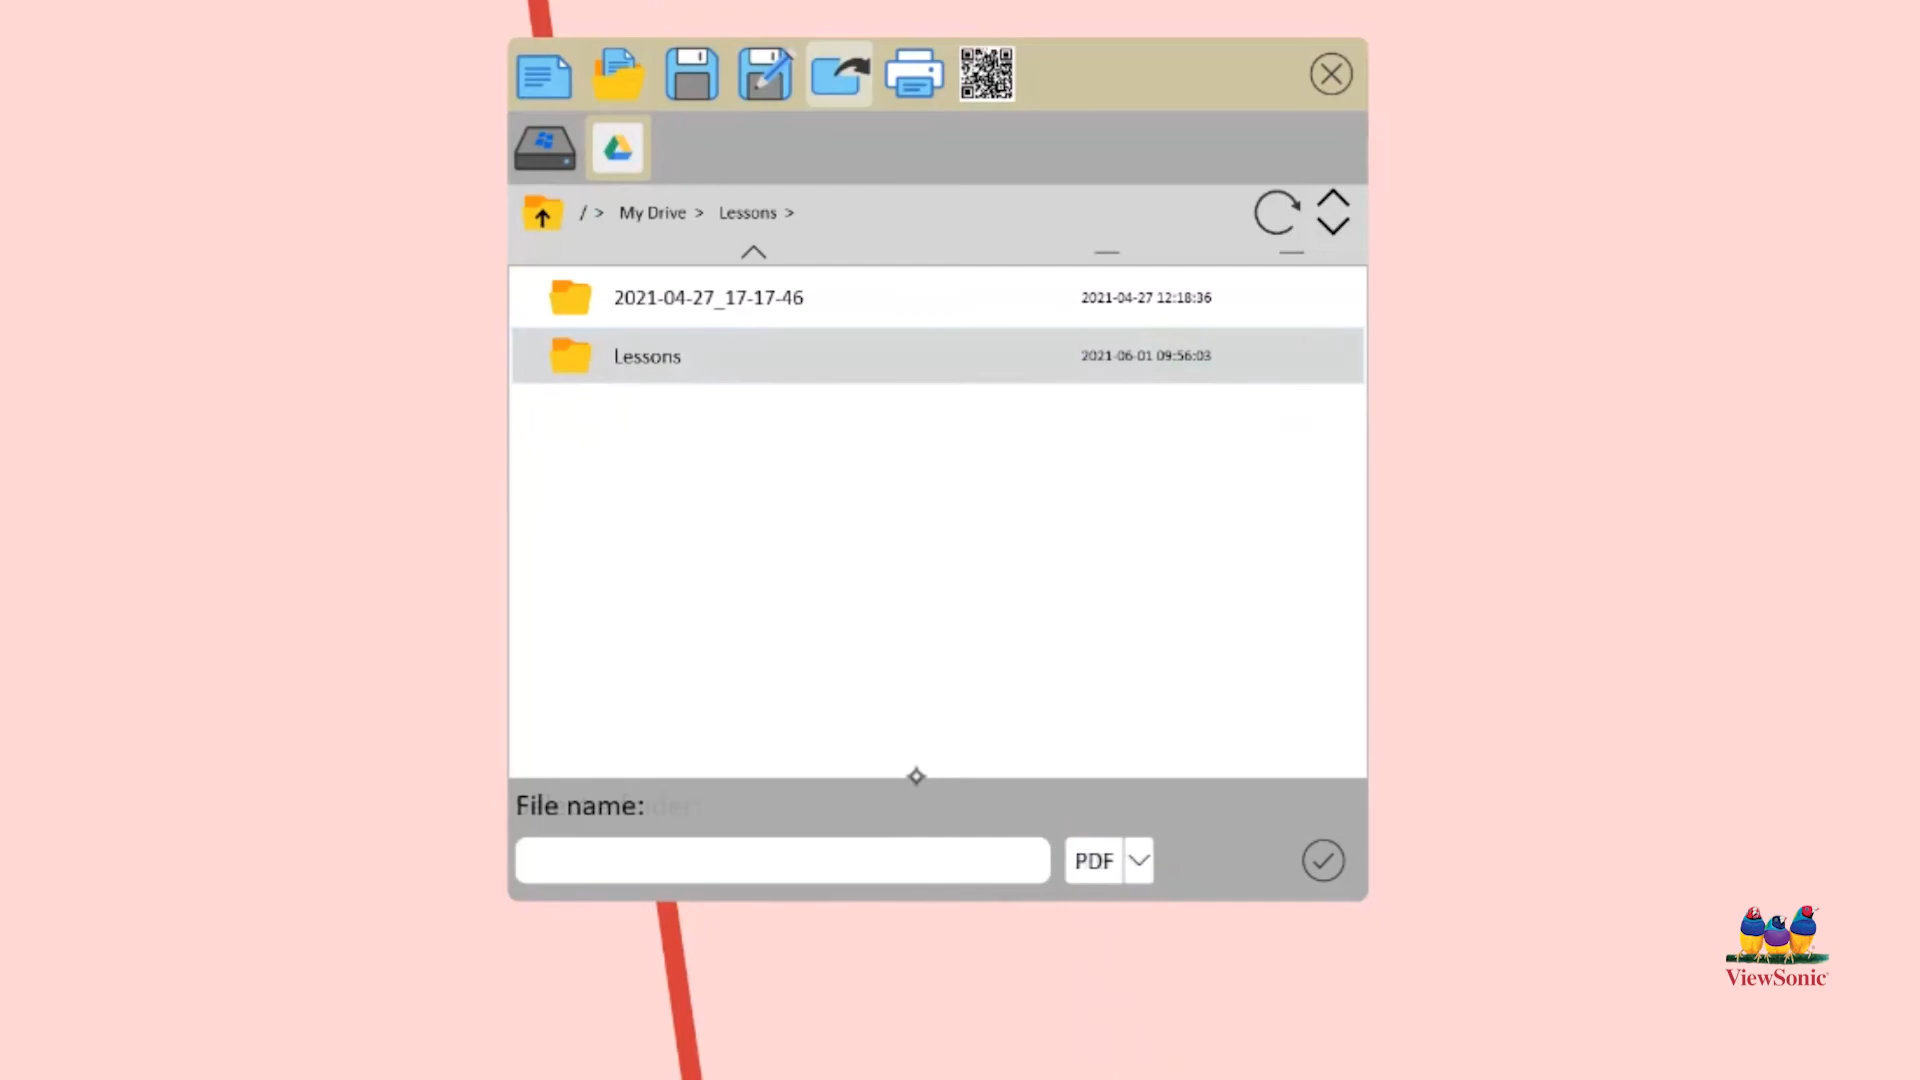 / > My Drive > Lessons >
2021-04-27_17-17-46 2021-04-27 12:18:36
Lessons 2021-06-01 09:56:03
File name:
PDF
ViewSonic